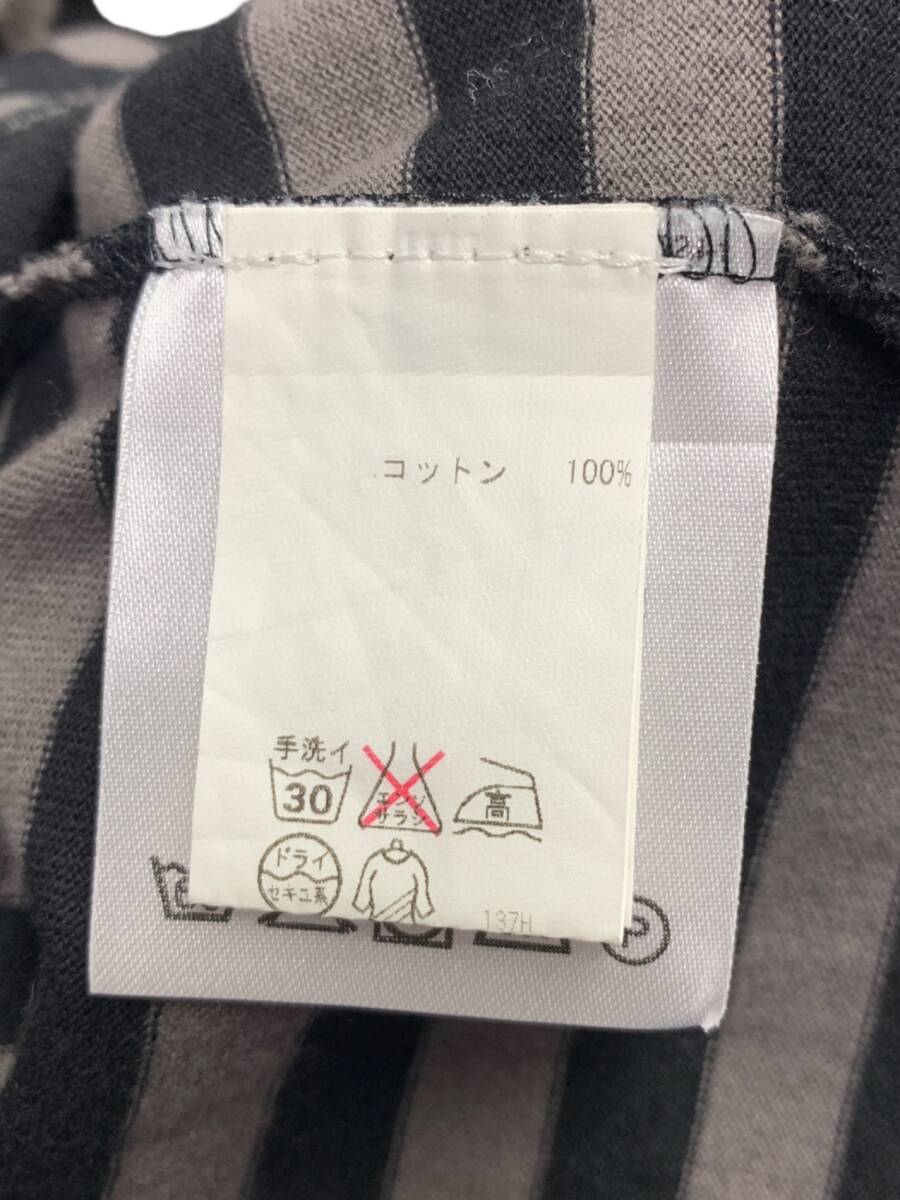 コットン 100%
手洗イ
30
エンソ
サラシ
高
ドライ
セキユ系
137H
P